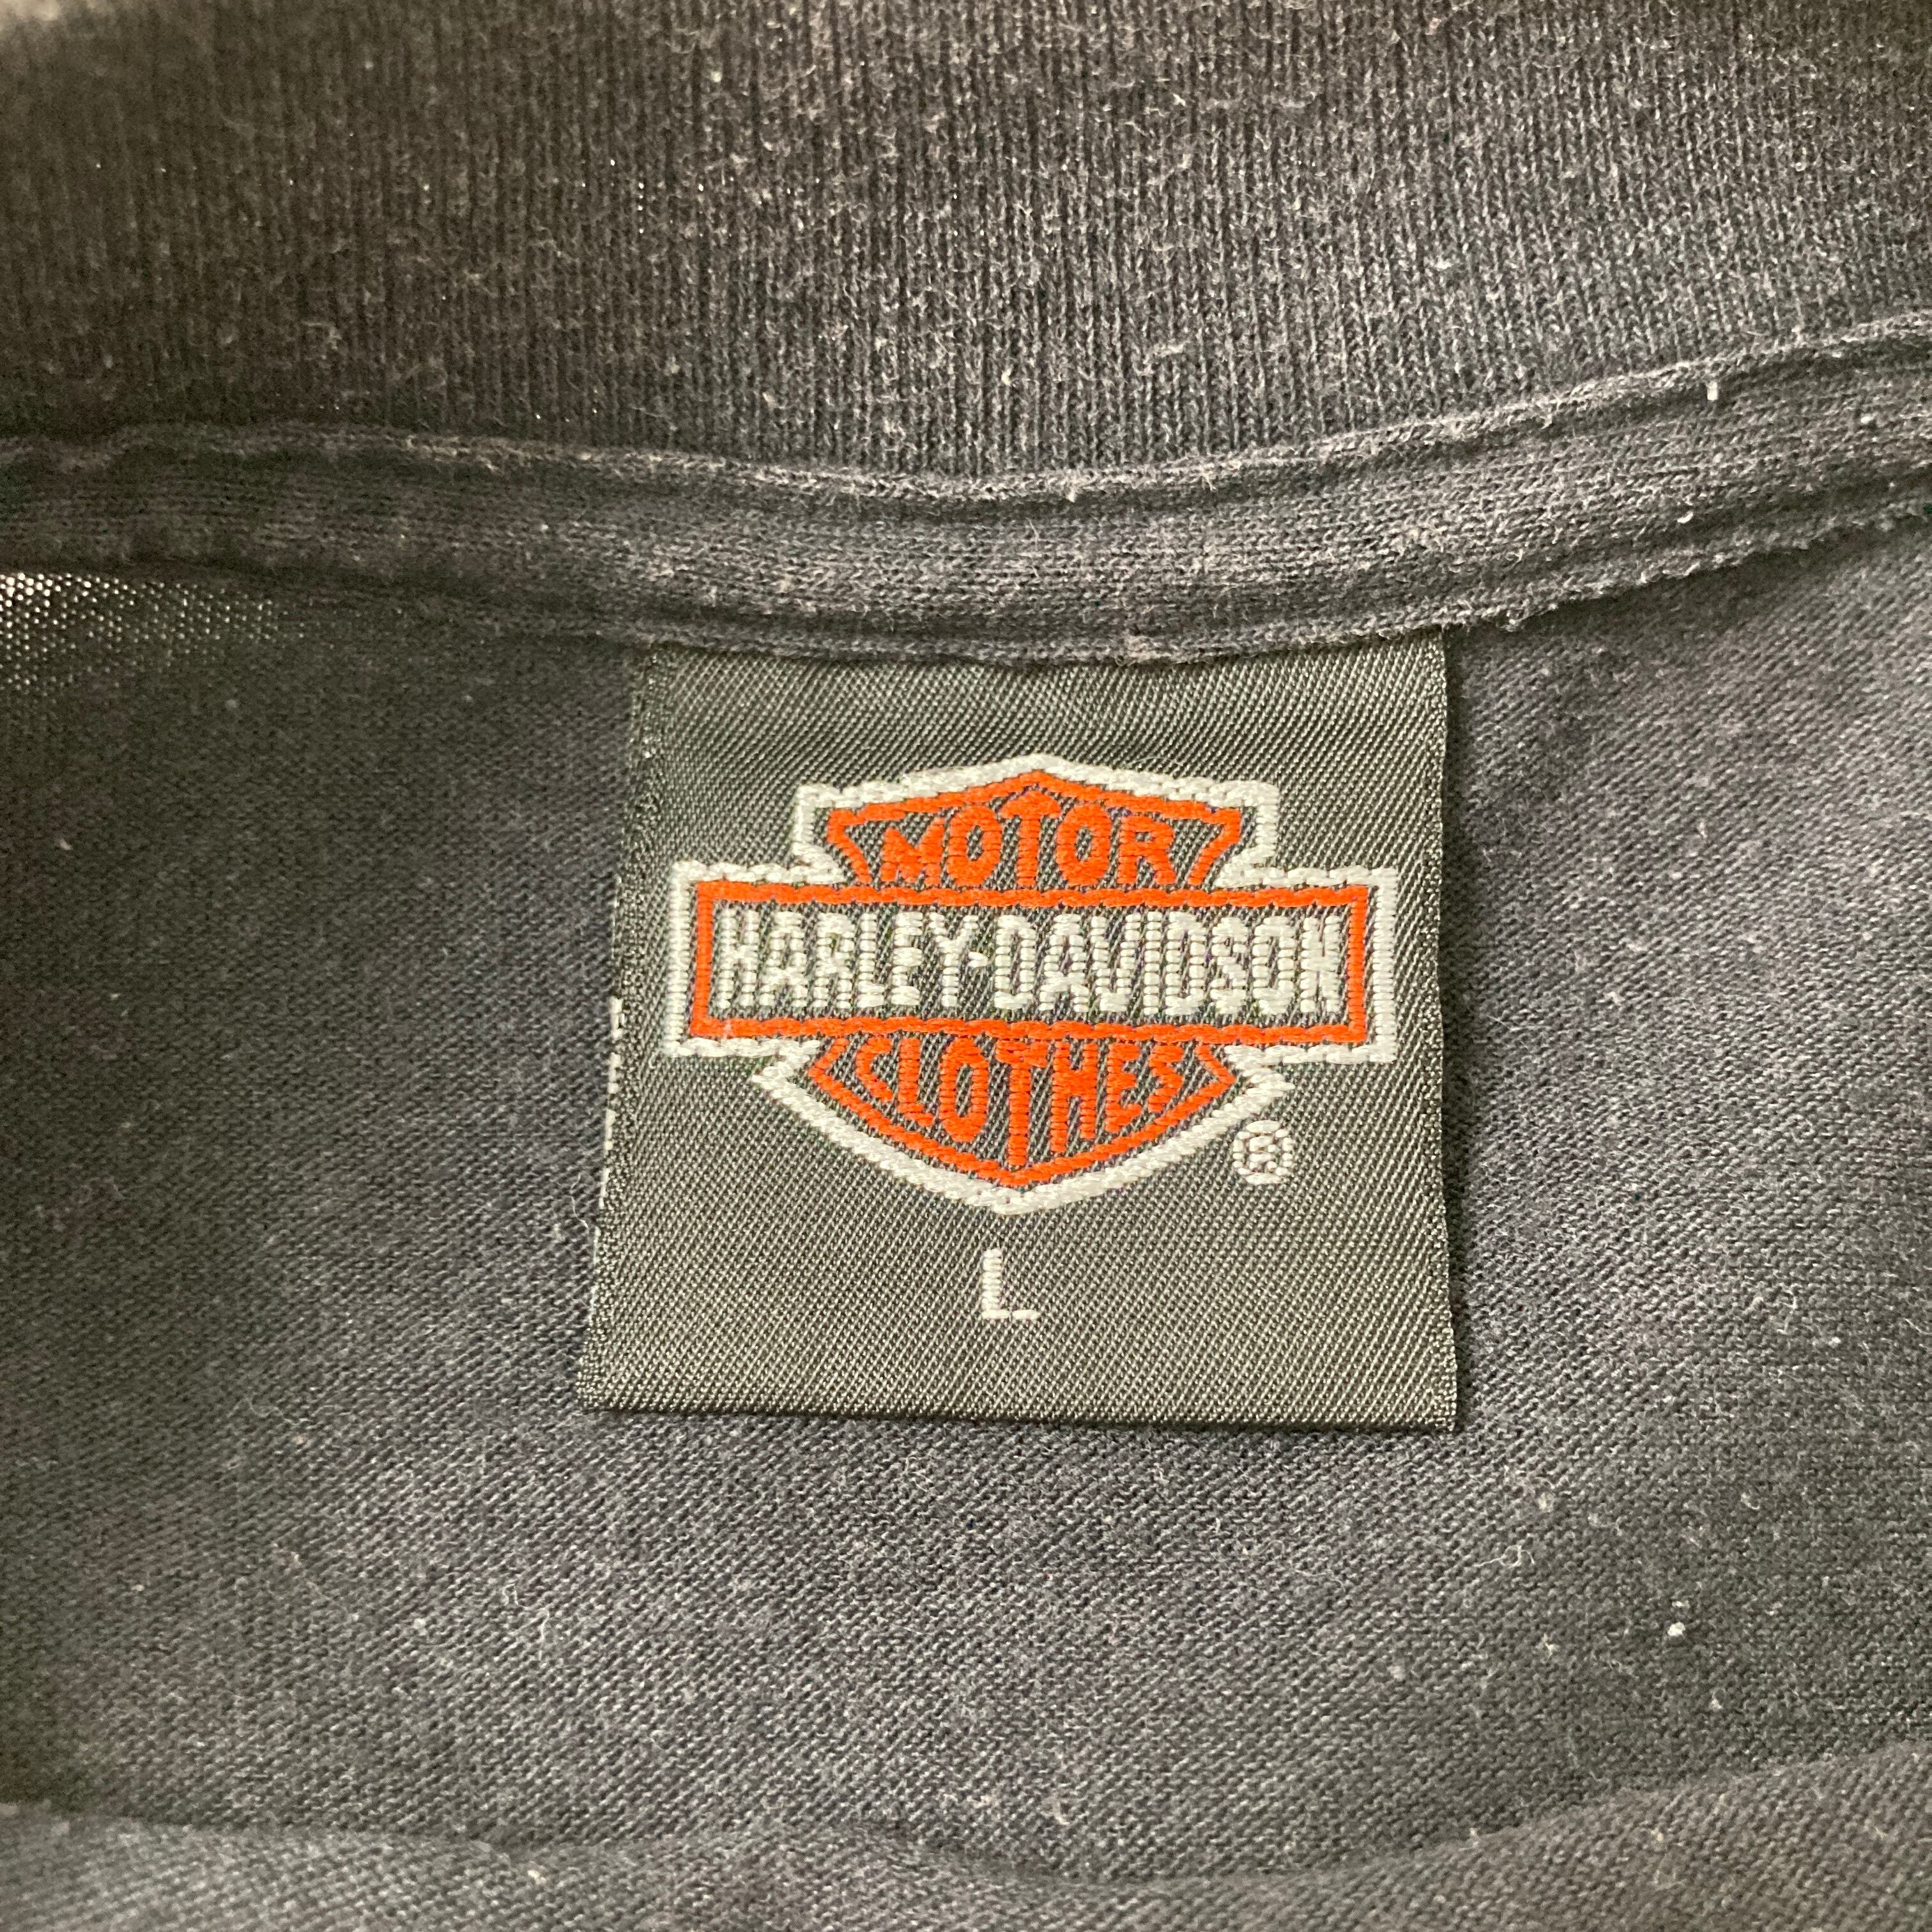 MOTOR
HARLEY-DAVIDSON
CLOTHES
®
L